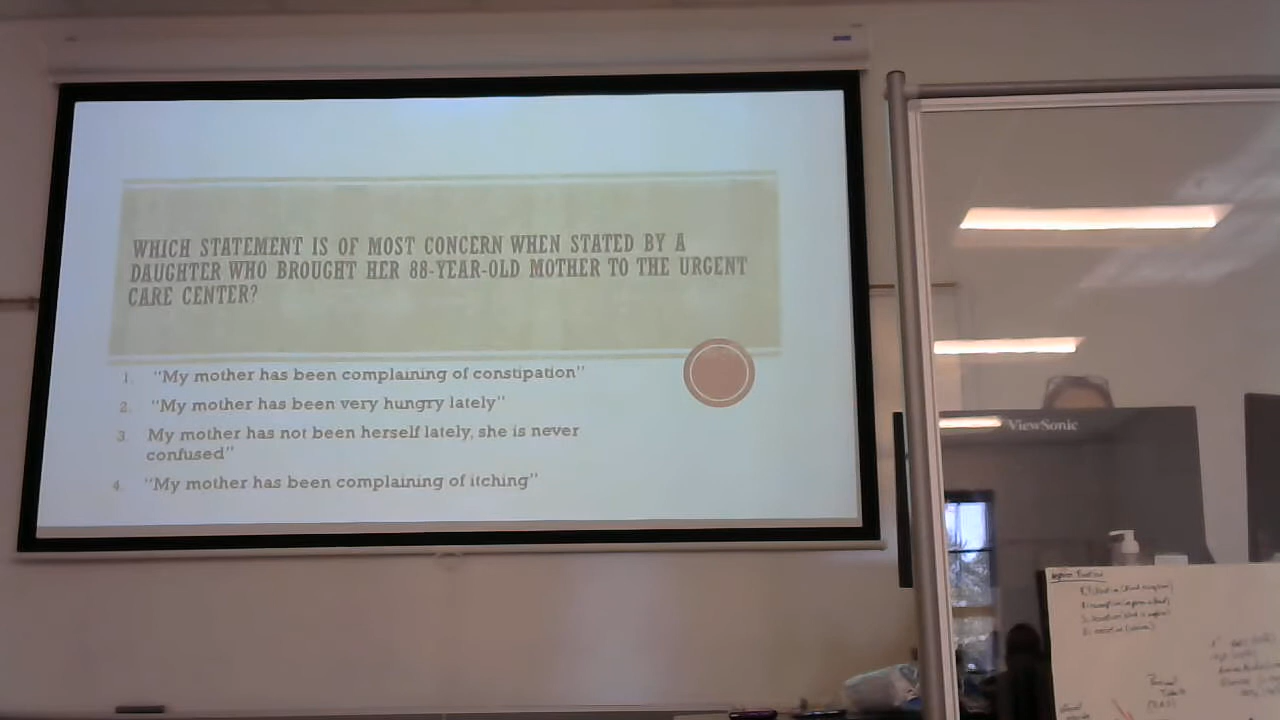 WHICH STATEMENT IS OF MOST CONCERN WHEN STATED BY A
DAUGHTER WHO BROUGHT HER 88-YEAR-OLD MOTHER TO THE URGENT
CARE CENTER?
1. "My mother has been complaining of constipation"
2. "My mother has been very hungry lately"
3. My mother has not been herself lately, she is never
confused"
4. "My mother has been complaining of itching"
ViewSonic